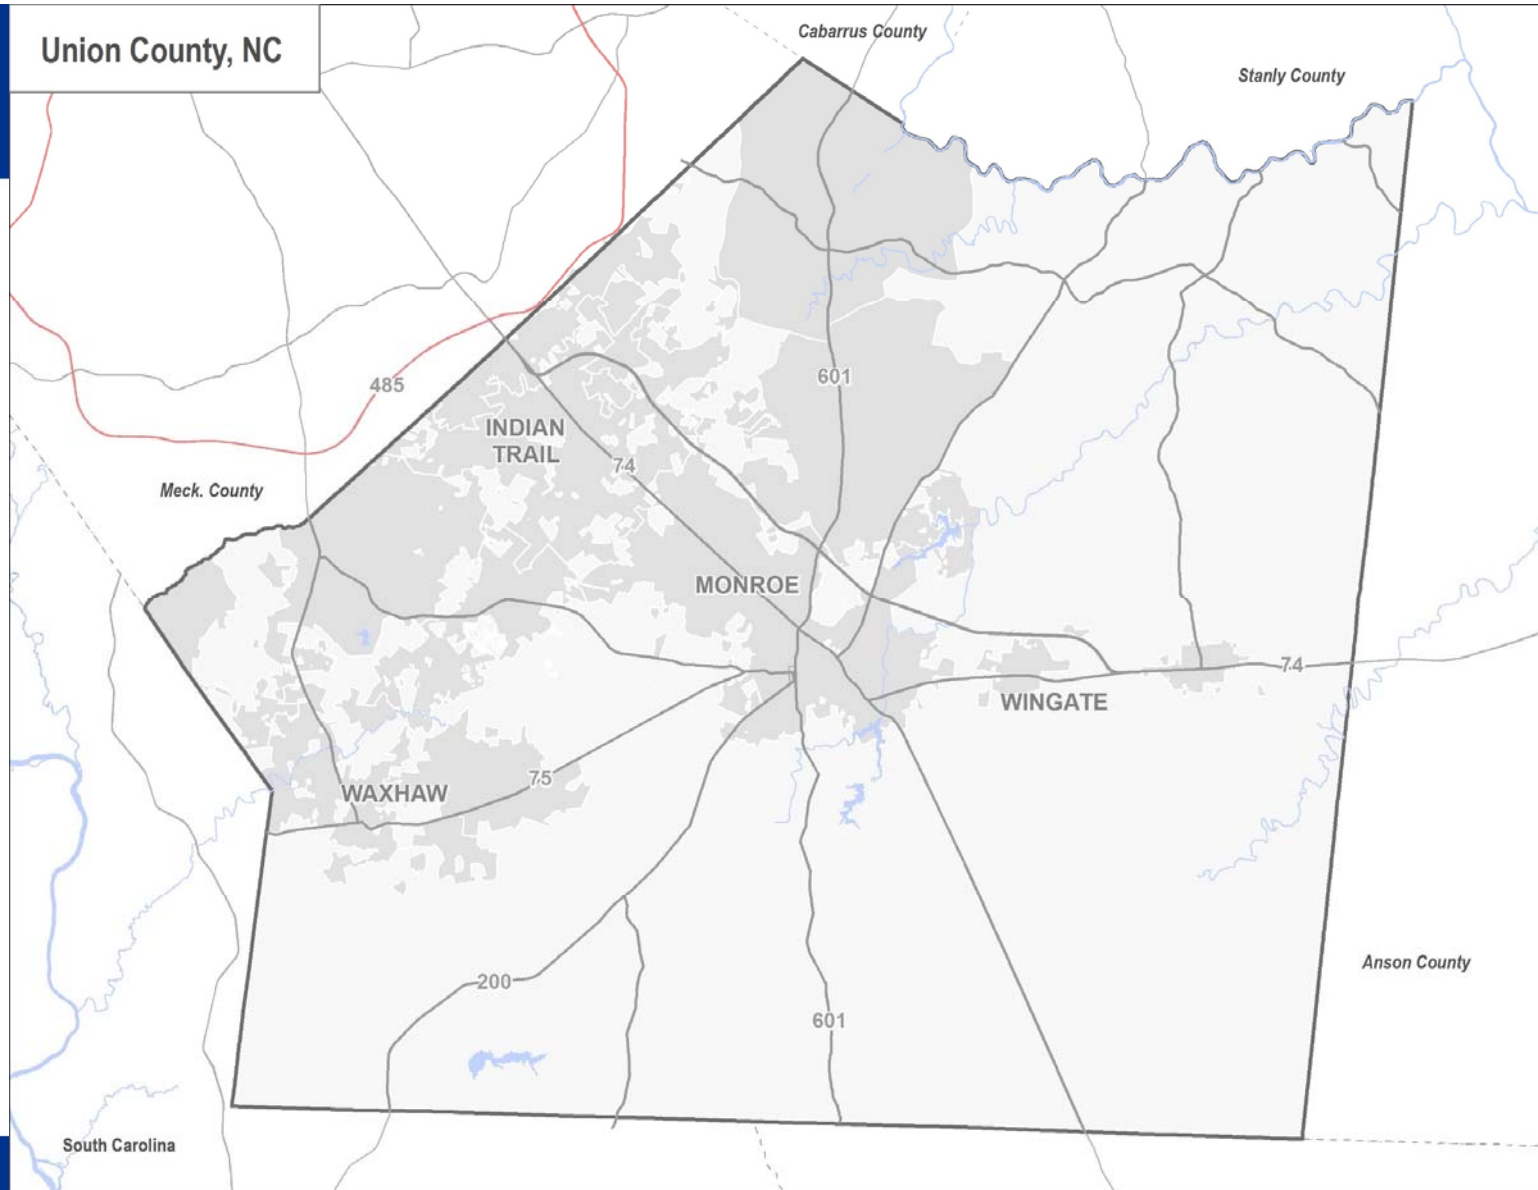 Union County, NC
Cabarrus County
Stanly County
601
485
INDIAN
TRAIL
74
Meck. County
MONROE
74
WINGATE
75
WAXHAW
Anson County
200
601
South Carolina